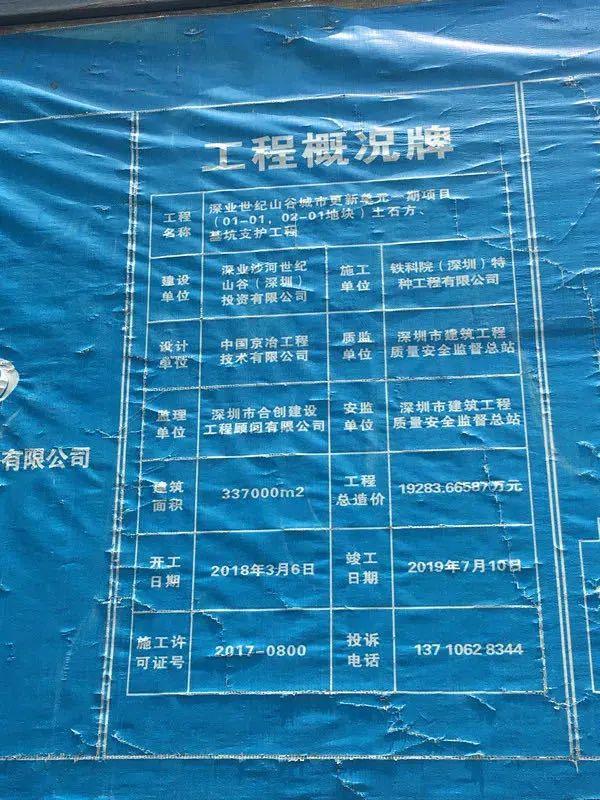 工程概况牌
工程
名称
深业世纪山谷城市更新单元一期项目
(01-01，02-01地块）土石方、
基坑支护工程
建设
单位
深业沙河世纪
山谷（深圳）
投资有限公司
施工
单位
铁科院（深圳）特
种工程有限公司
设计
单位
中国京冶工程
技术有限公司
质监
单位
深圳市建筑工程
质量安全监督总站
监理
单位
深圳市合创建设
工程顾问有限公司
安监
单位
深圳市建筑工程
质量安全监督总站
建筑
面积
337000m2
工程
总造价
19283.66587万元
开工
日期
2018年3月6日
竣工
日期
2019年7月10日
施工许
可证号
2017-0800
投诉
电话
137 1062 8344
有限公司